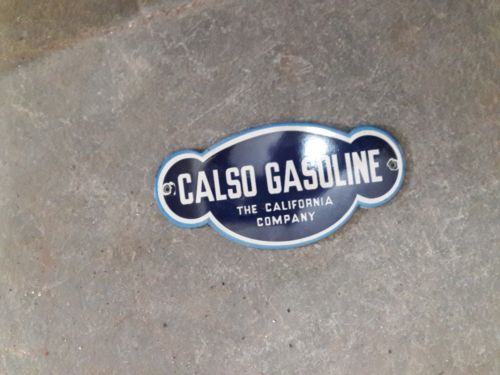 CALSO GASOLINE
THE CALIFORNIA
COMPANY